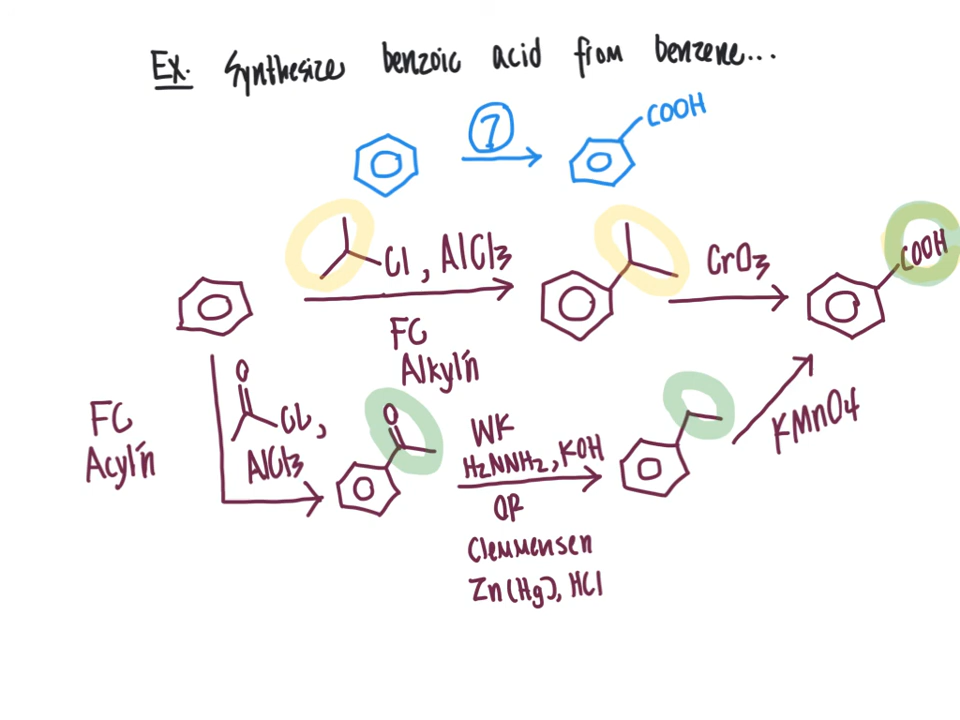 Ex. Synthesize benzoic acid from benzene...
?
COOH
Cl, AlCl3
FC
Alkyl'n
CrO3
COOH
FC
Acyl'n
O
Cl,
AlCl3
O
WK
H2NNH2, KOH
OR
Clemmensen
Zn(Hg), HCl
KMnO4